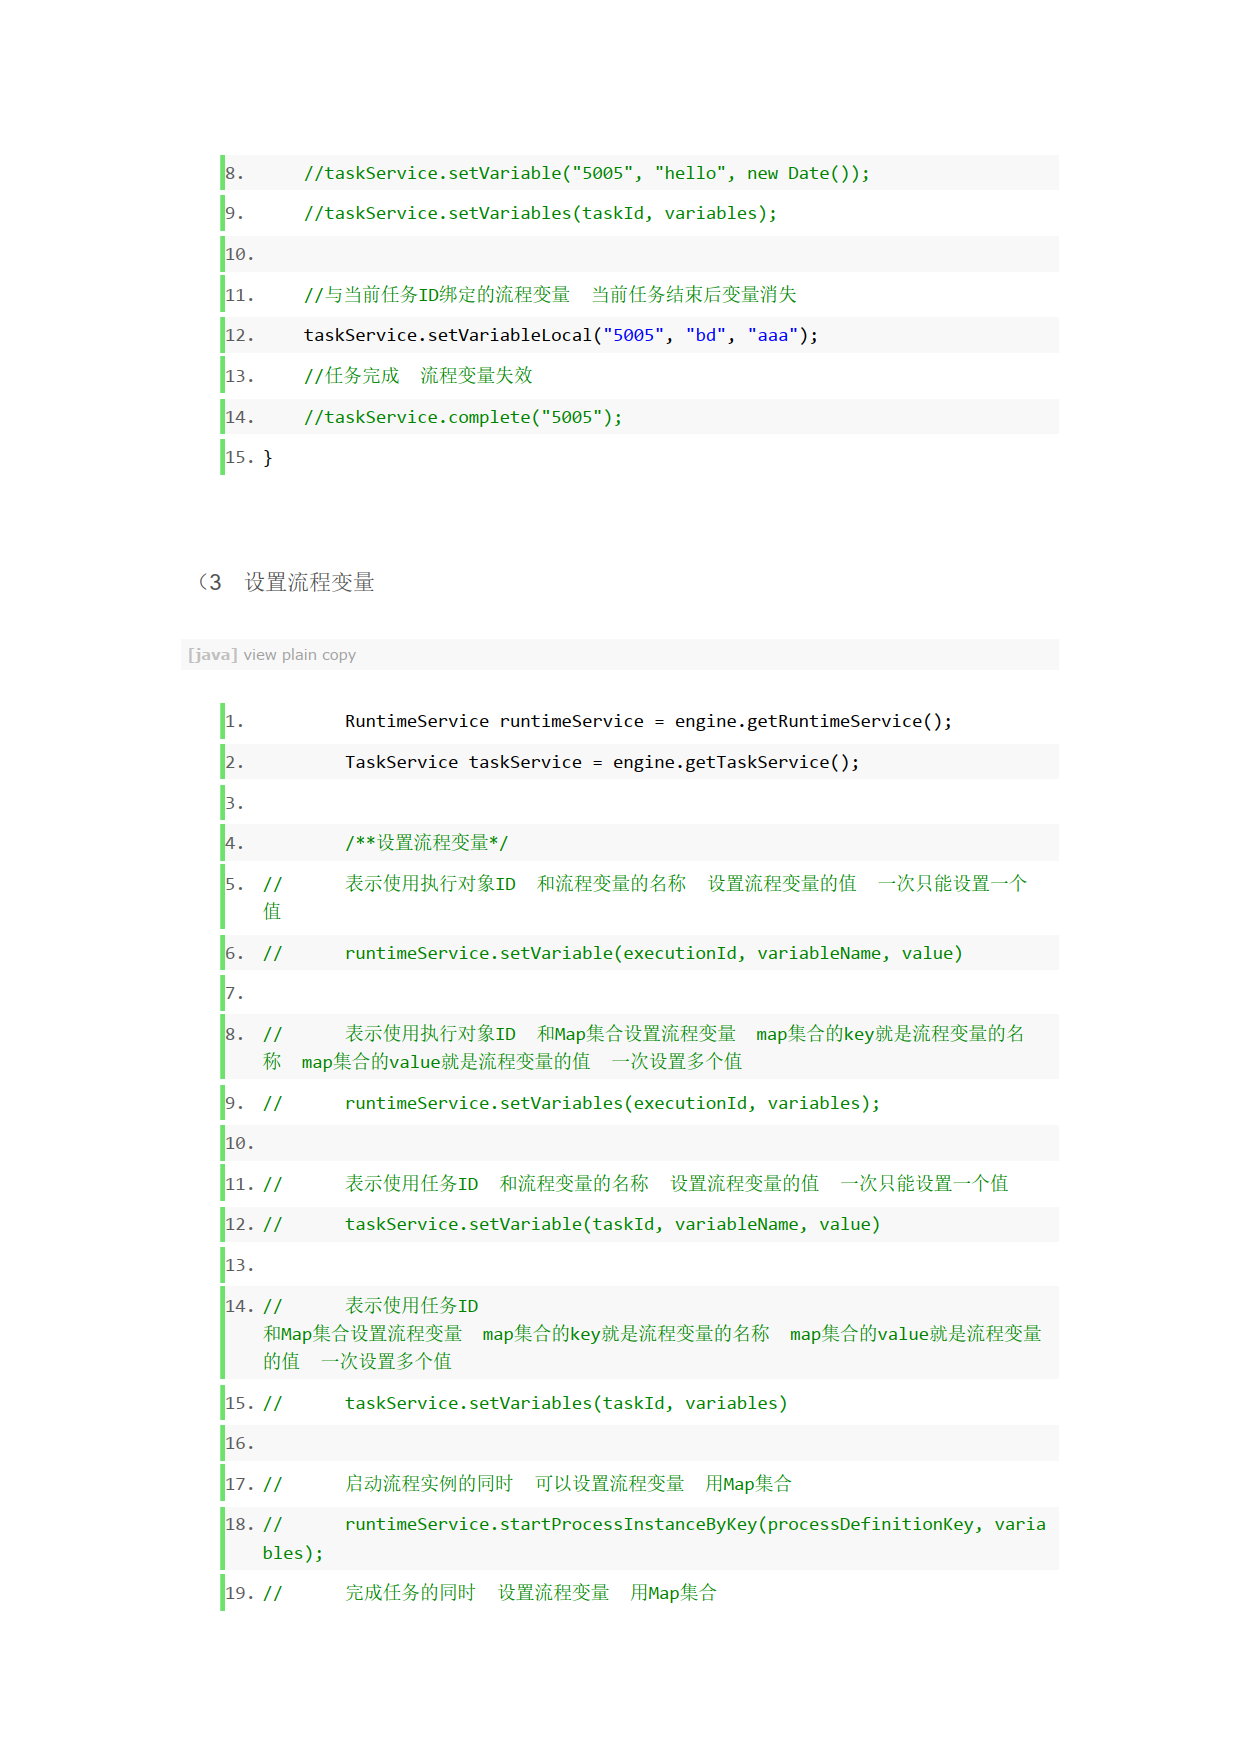 8. //taskService.setVariable("5005", "hello", new Date());
9. //taskService.setVariables(taskId, variables);
10.
11. //与当前任务ID绑定的流程变量  当前任务结束后变量消失
12. taskService.setVariableLocal("5005", "bd", "aaa");
13. //任务完成  流程变量失效
14. //taskService.complete("5005");
15. }
（3  设置流程变量
[java] view plain copy
1. RuntimeService runtimeService = engine.getRuntimeService();
2. TaskService taskService = engine.getTaskService();
3.
4. /**设置流程变量*/
5. //      表示使用执行对象ID  和流程变量的名称  设置流程变量的值  一次只能设置一个
值
6. //      runtimeService.setVariable(executionId, variableName, value)
7.
8. //      表示使用执行对象ID  和Map集合设置流程变量  map集合的key就是流程变量的名
称  map集合的value就是流程变量的值  一次设置多个值
9. //      runtimeService.setVariables(executionId, variables);
10.
11. //      表示使用任务ID  和流程变量的名称  设置流程变量的值  一次只能设置一个值
12. //      taskService.setVariable(taskId, variableName, value)
13.
14. //      表示使用任务ID
和Map集合设置流程变量  map集合的key就是流程变量的名称  map集合的value就是流程变量
的值  一次设置多个值
15. //      taskService.setVariables(taskId, variables)
16.
17. //      启动流程实例的同时  可以设置流程变量  用Map集合
18. //      runtimeService.startProcessInstanceByKey(processDefinitionKey, varia
bles);
19. //      完成任务的同时  设置流程变量  用Map集合